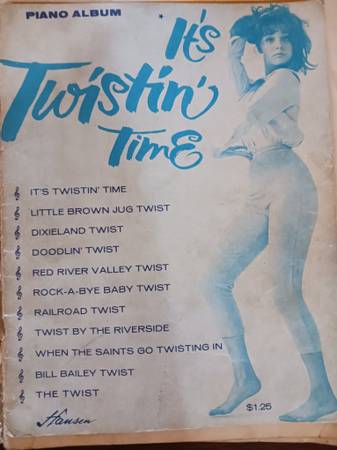 PIANO ALBUM
It's
Twistin'
Time
IT'S TWISTIN' TIME
LITTLE BROWN JUG TWIST
DIXIELAND TWIST
DOODLIN' TWIST
RED RIVER VALLEY TWIST
ROCK-A-BYE BABY TWIST
RAILROAD TWIST
TWIST BY THE RIVERSIDE
WHEN THE SAINTS GO TWISTING IN
BILL BAILEY TWIST
THE TWIST
Hansen
$1.25